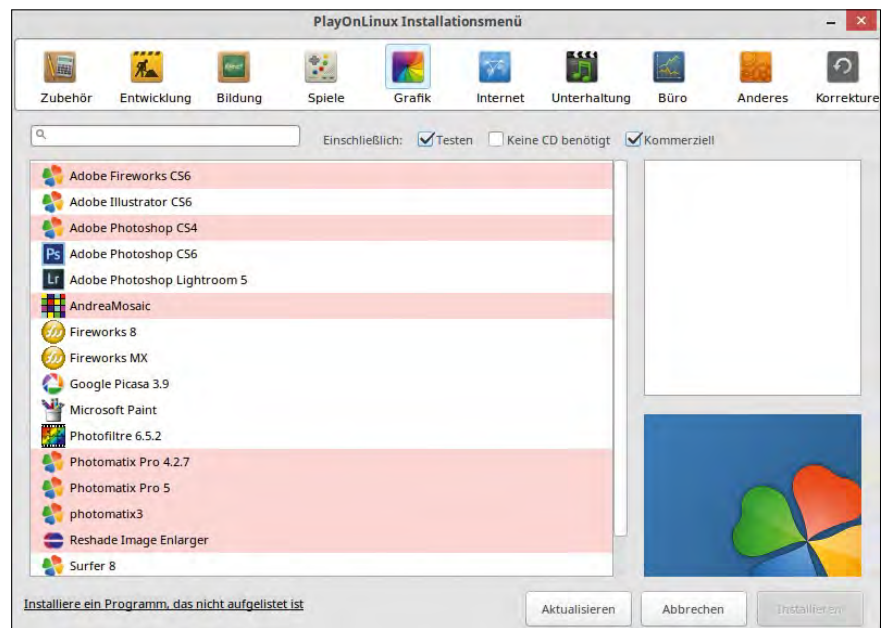 PlayOnLinux Installationsmenü
Zubehör Entwicklung Bildung Spiele Grafik Internet Unterhaltung Büro Anderes Korrekture
Einschließlich: Testen Keine CD benötigt Kommerziell
Adobe Fireworks CS6
Adobe Illustrator CS6
Adobe Photoshop CS4
Ps Adobe Photoshop CS6
Lr Adobe Photoshop Lightroom 5
AndreaMosaic
Fireworks 8
Fireworks MX
Google Picasa 3.9
Microsoft Paint
Photofiltre 6.5.2
Photomatix Pro 4.2.7
Photomatix Pro 5
photomatix3
Reshade Image Enlarger
Surfer 8
Installiere ein Programm, das nicht aufgelistet ist
Aktualisieren Abbrechen Installieren